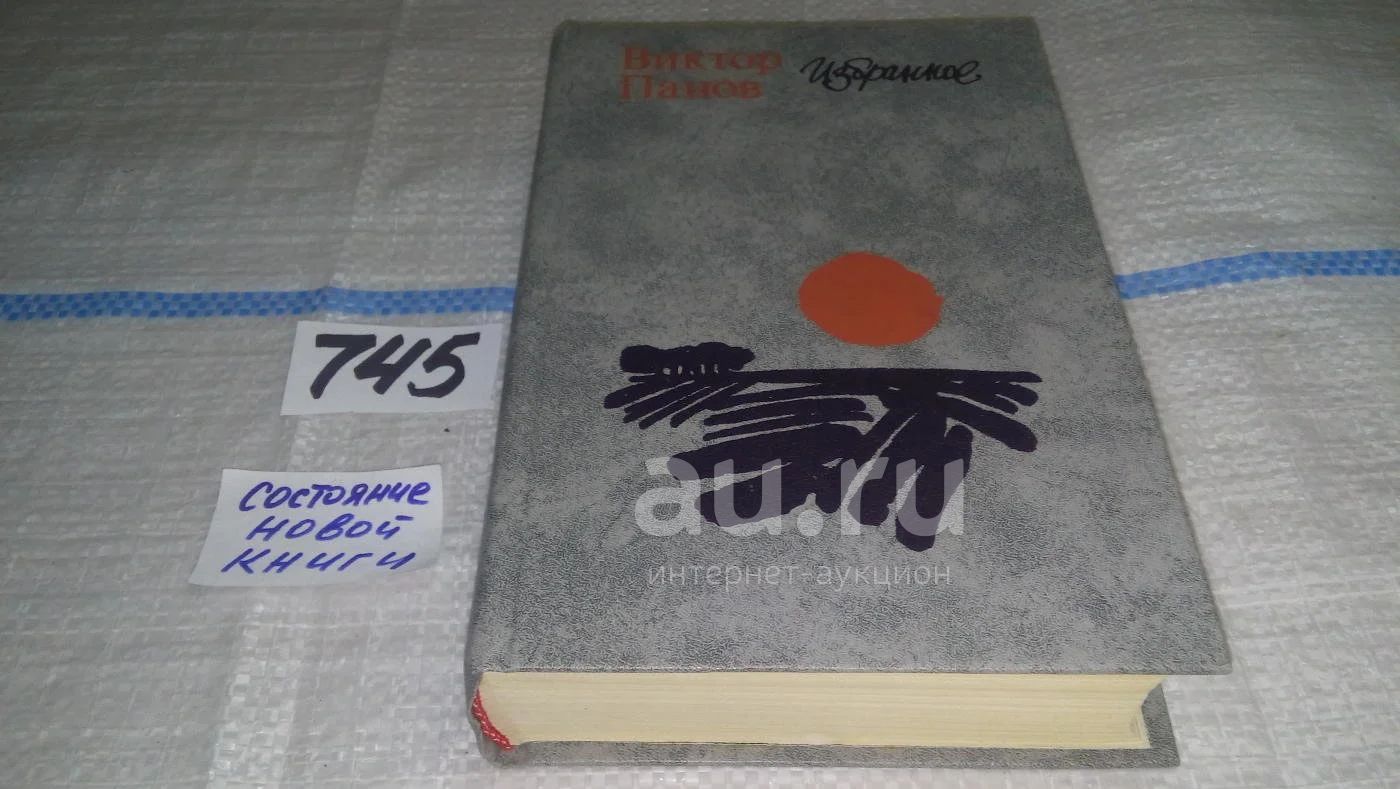 Виктор
Панов
Избранное
745
состояние
новой
книги
au.ru
интернет-аукцион